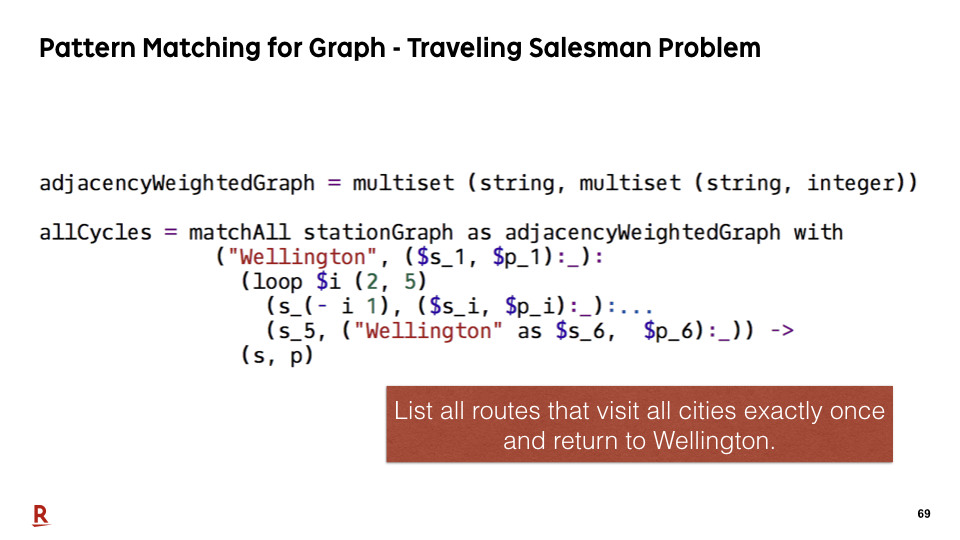 Pattern Matching for Graph - Traveling Salesman Problem
adjacencyWeightedGraph = multiset (string, multiset (string, integer))
allCycles = matchAll stationGraph as adjacencyWeightedGraph with
("Wellington", ($s_1, $p_1):_):
(loop $i (2, 5)
(s_(- i 1), ($s_i, $p_i):_):...
(s_5, ("Wellington" as $s_6, $p_6):_)) ->
(s, p)
List all routes that visit all cities exactly once
and return to Wellington.
R
69